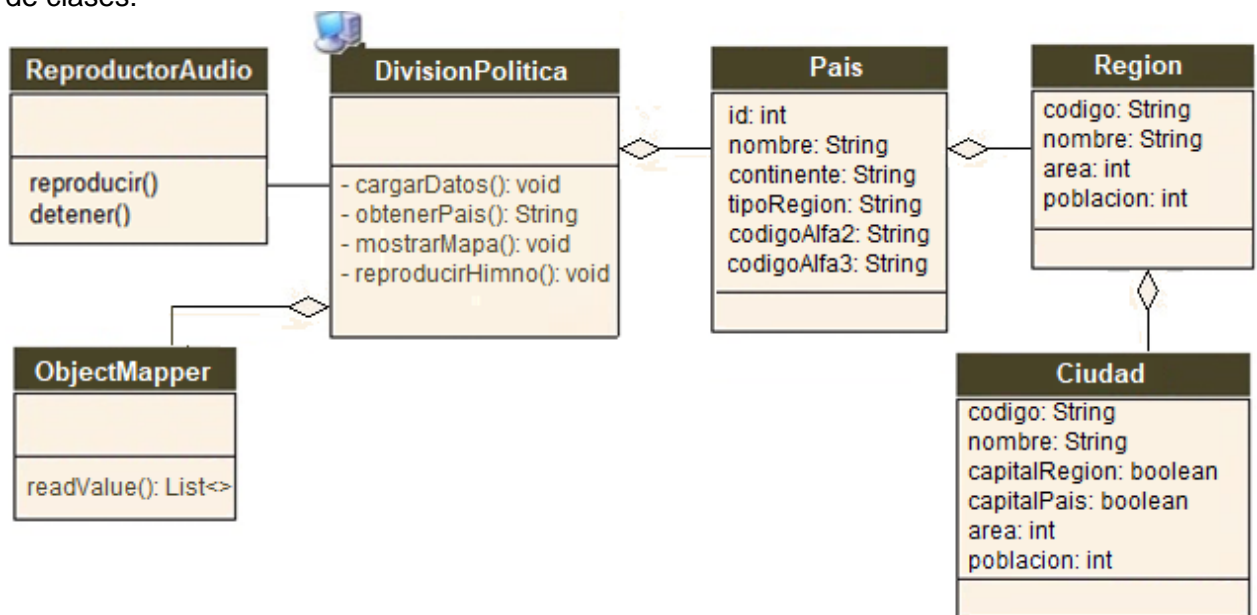 de clases:
ReproductorAudio
reproducir()
detener()
DivisionPolitica
- cargarDatos(): void
- obtenerPais(): String
- mostrarMapa(): void
- reproducirHimno(): void
Pais
id: int
nombre: String
continente: String
tipoRegion: String
codigoAlfa2: String
codigoAlfa3: String
Region
codigo: String
nombre: String
area: int
poblacion: int
ObjectMapper
readValue(): List<>
Ciudad
codigo: String
nombre: String
capitalRegion: boolean
capitalPais: boolean
area: int
poblacion: int